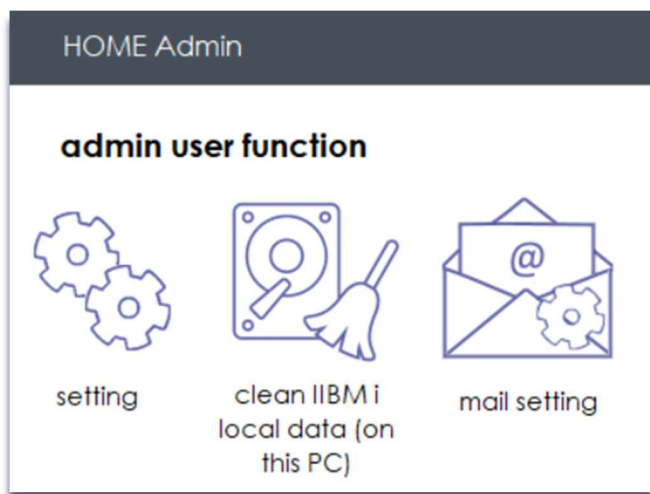 HOME Admin
admin user function
@
setting
clean IIBM i
local data (on
this PC)
mail setting